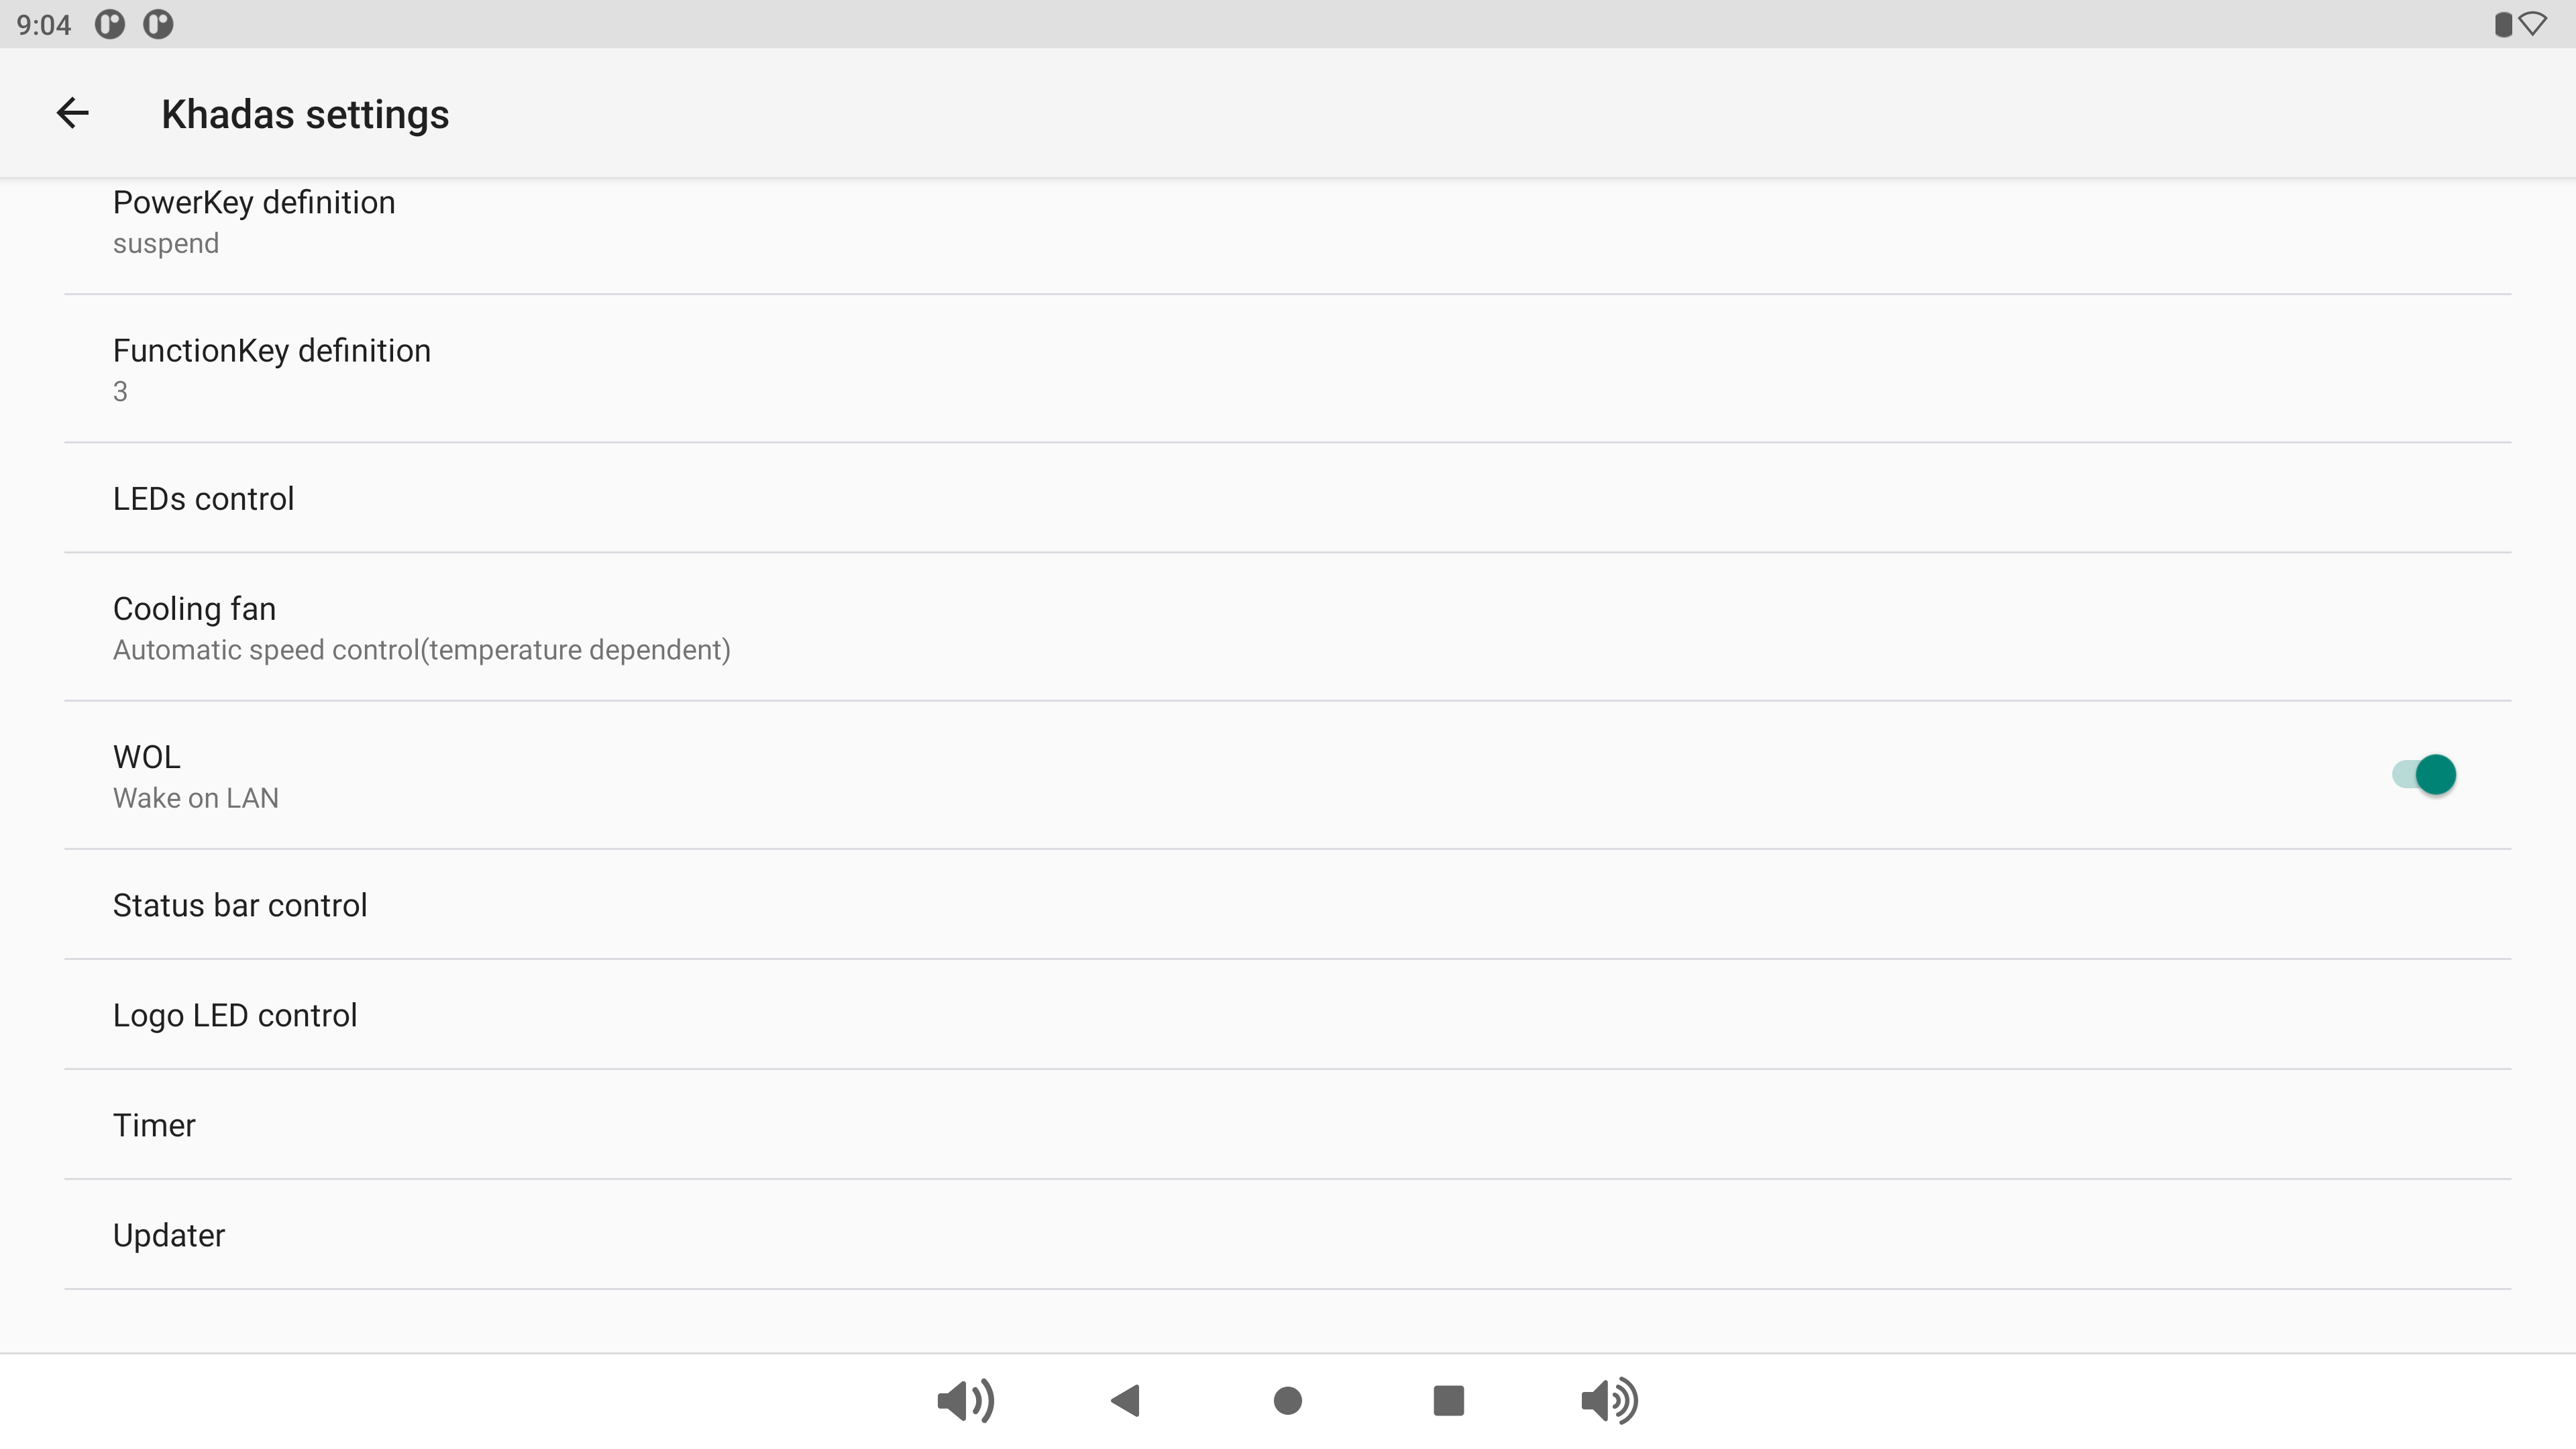 9:04
Khadas settings
PowerKey definition
suspend
FunctionKey definition
3
LEDs control
Cooling fan
Automatic speed control(temperature dependent)
WOL
Wake on LAN
Status bar control
Logo LED control
Timer
Updater